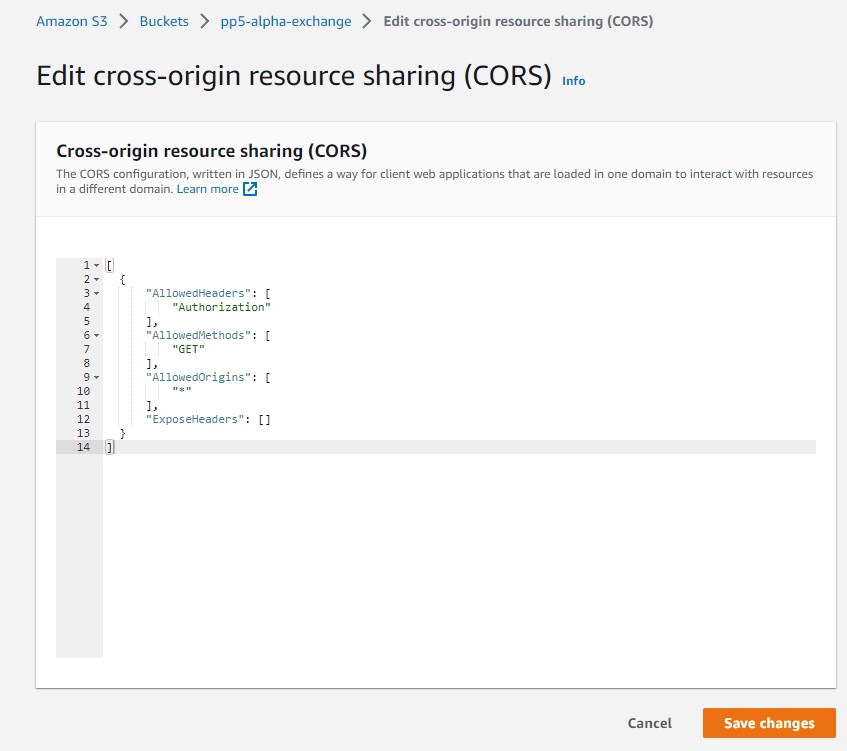 Amazon S3 > Buckets > pp5-alpha-exchange > Edit cross-origin resource sharing (CORS)
Edit cross-origin resource sharing (CORS) Info
Cross-origin resource sharing (CORS)
The CORS configuration, written in JSON, defines a way for client web applications that are loaded in one domain to interact with resources
in a different domain. Learn more
1 [
2 {
3 "AllowedHeaders": [
4 "Authorization"
5 ],
6 "AllowedMethods": [
7 "GET"
8 ],
9 "AllowedOrigins": [
10 "*"
11 ],
12 "ExposeHeaders": []
13 }
14 ]
Cancel Save changes